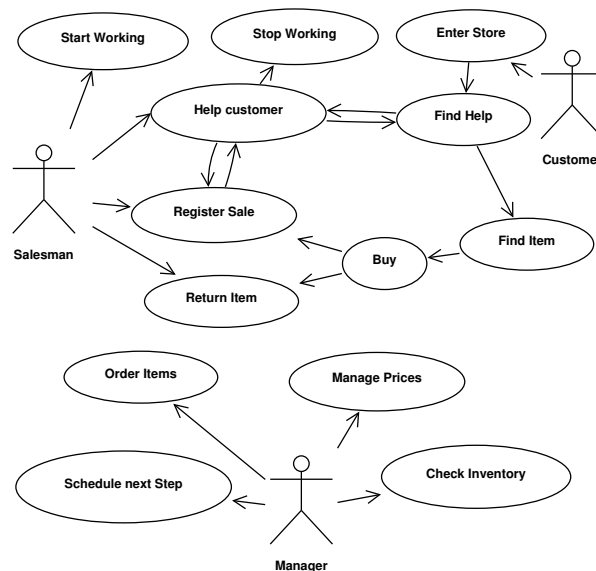 Start Working
Stop Working
Enter Store
Help customer
Find Help
Custome
Register Sale
Find Item
Salesman
Buy
Return Item
Order Items
Manage Prices
Schedule next Step
Check Inventory
Manager